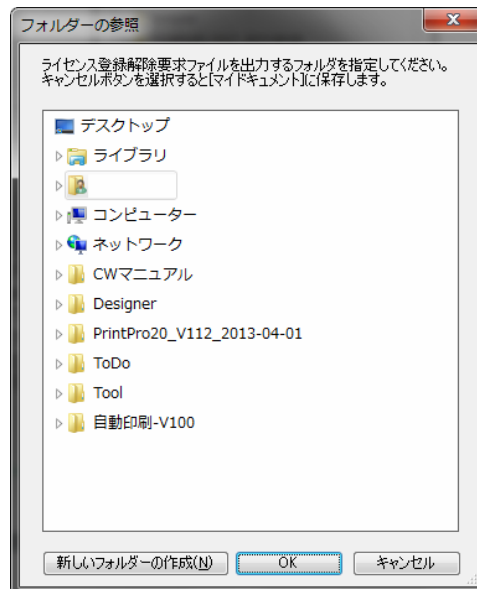 フォルダーの参照
ライセンス登録解除要求ファイルを出力するフォルダを指定してください。
キャンセルボタンを選択すると[マイドキュメント]に保存します。
デスクトップ
ライブラリ
コンピューター
ネットワーク
CWマニュアル
Designer
PrintPro20_V112_2013-04-01
ToDo
Tool
自動印刷-V100
新しいフォルダーの作成(N) OK キャンセル